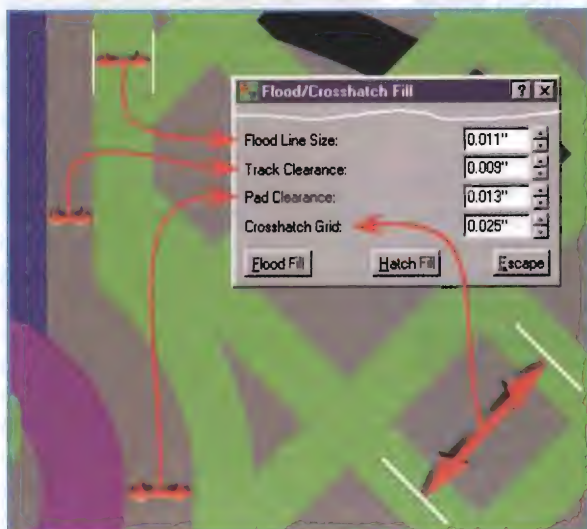 Flood/Crosshatch Fill
Flood Line Size: 0.011"
Track Clearance: 0.009"
Pad Clearance: 0.013"
Crosshatch Grid: 0.025"
Flood Fill Hatch Fill Escape